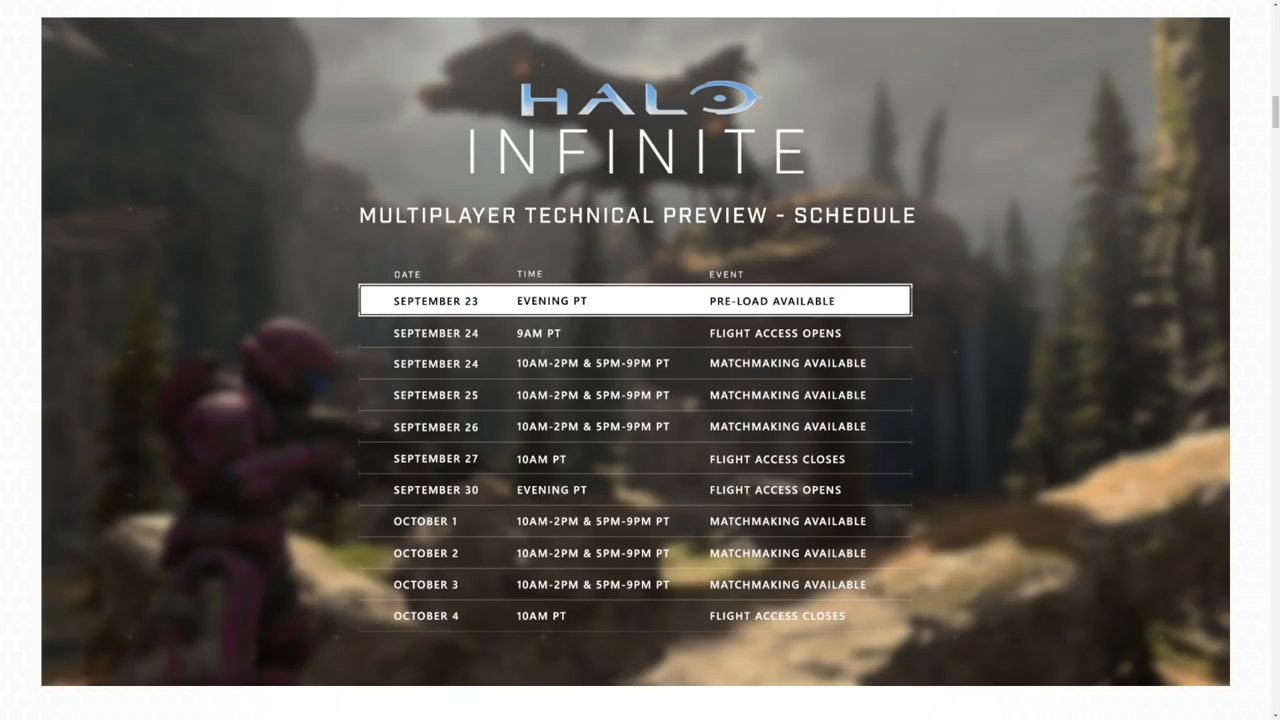 HALO
INFINITE
MULTIPLAYER TECHNICAL PREVIEW - SCHEDULE
DATE TIME EVENT
SEPTEMBER 23 EVENING PT PRE-LOAD AVAILABLE
SEPTEMBER 24 9AM PT FLIGHT ACCESS OPENS
SEPTEMBER 24 10AM-2PM & 5PM-9PM PT MATCHMAKING AVAILABLE
SEPTEMBER 25 10AM-2PM & 5PM-9PM PT MATCHMAKING AVAILABLE
SEPTEMBER 26 10AM-2PM & 5PM-9PM PT MATCHMAKING AVAILABLE
SEPTEMBER 27 10AM PT FLIGHT ACCESS CLOSES
SEPTEMBER 30 EVENING PT FLIGHT ACCESS OPENS
OCTOBER 1 10AM-2PM & 5PM-9PM PT MATCHMAKING AVAILABLE
OCTOBER 2 10AM-2PM & 5PM-9PM PT MATCHMAKING AVAILABLE
OCTOBER 3 10AM-2PM & 5PM-9PM PT MATCHMAKING AVAILABLE
OCTOBER 4 10AM PT FLIGHT ACCESS CLOSES